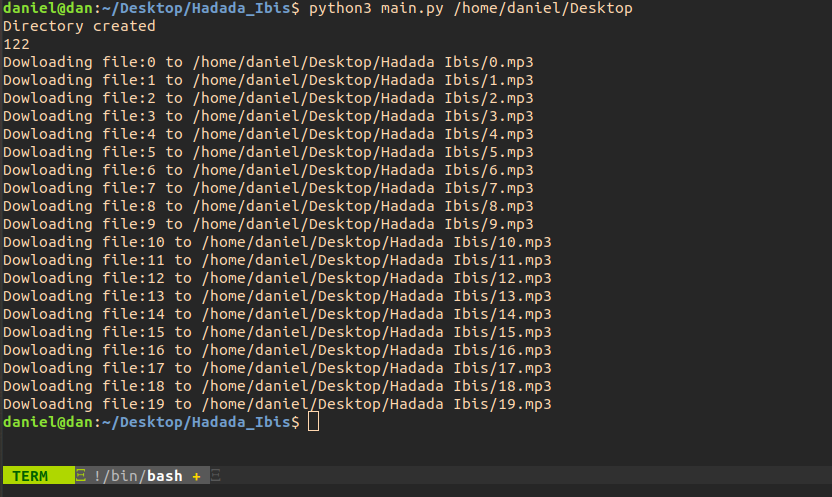 daniel@dan:~/Desktop/Hadada_Ibis$ python3 main.py /home/daniel/Desktop
Directory created
122
Dowloading file:0 to /home/daniel/Desktop/Hadada Ibis/0.mp3
Dowloading file:1 to /home/daniel/Desktop/Hadada Ibis/1.mp3
Dowloading file:2 to /home/daniel/Desktop/Hadada Ibis/2.mp3
Dowloading file:3 to /home/daniel/Desktop/Hadada Ibis/3.mp3
Dowloading file:4 to /home/daniel/Desktop/Hadada Ibis/4.mp3
Dowloading file:5 to /home/daniel/Desktop/Hadada Ibis/5.mp3
Dowloading file:6 to /home/daniel/Desktop/Hadada Ibis/6.mp3
Dowloading file:7 to /home/daniel/Desktop/Hadada Ibis/7.mp3
Dowloading file:8 to /home/daniel/Desktop/Hadada Ibis/8.mp3
Dowloading file:9 to /home/daniel/Desktop/Hadada Ibis/9.mp3
Dowloading file:10 to /home/daniel/Desktop/Hadada Ibis/10.mp3
Dowloading file:11 to /home/daniel/Desktop/Hadada Ibis/11.mp3
Dowloading file:12 to /home/daniel/Desktop/Hadada Ibis/12.mp3
Dowloading file:13 to /home/daniel/Desktop/Hadada Ibis/13.mp3
Dowloading file:14 to /home/daniel/Desktop/Hadada Ibis/14.mp3
Dowloading file:15 to /home/daniel/Desktop/Hadada Ibis/15.mp3
Dowloading file:16 to /home/daniel/Desktop/Hadada Ibis/16.mp3
Dowloading file:17 to /home/daniel/Desktop/Hadada Ibis/17.mp3
Dowloading file:18 to /home/daniel/Desktop/Hadada Ibis/18.mp3
Dowloading file:19 to /home/daniel/Desktop/Hadada Ibis/19.mp3
daniel@dan:~/Desktop/Hadada_Ibis$
TERM !/bin/bash +